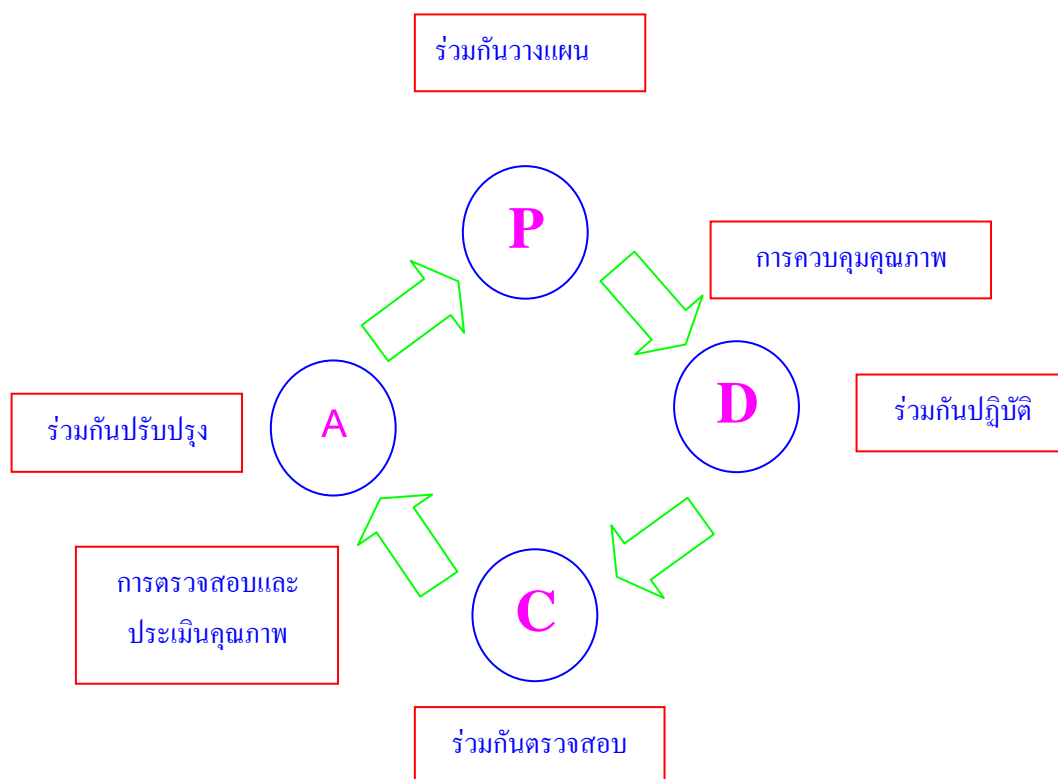 ร่วมกันวางแผน
P
การควบคุมคุณภาพ
D
ร่วมกันปฏิบัติ
ร่วมกันปรับปรุง
A
การตรวจสอบและ
ประเมินคุณภาพ
C
ร่วมกันตรวจสอบ